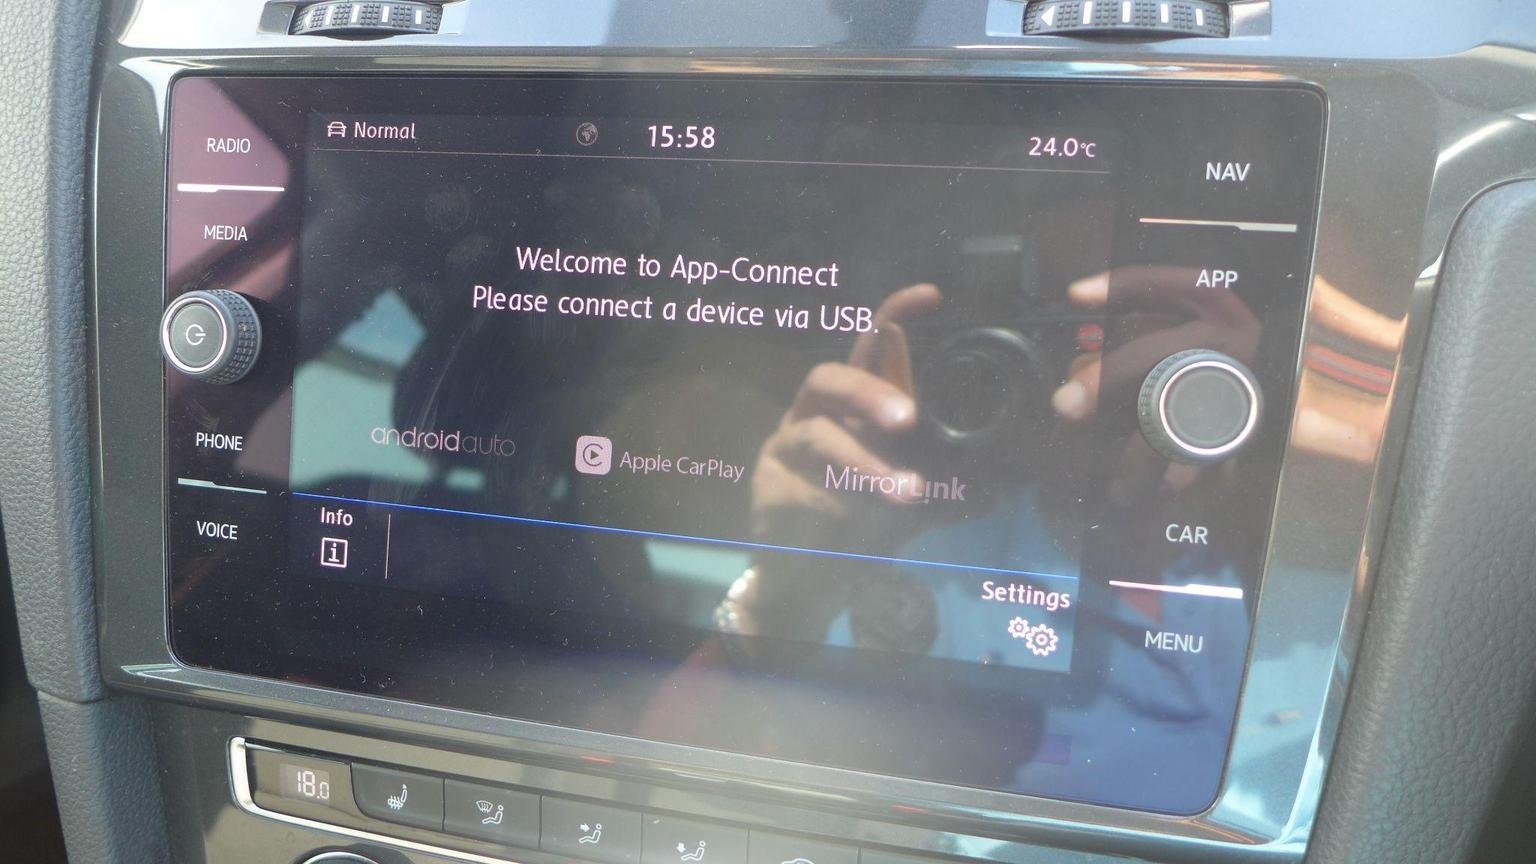 Normal
15:58
24.0°C
RADIO
MEDIA
PHONE
VOICE
Welcome to App-Connect
Please connect a device via USB.
androidauto
Apple CarPlay
MirrorLink
Info
Settings
NAV
APP
CAR
MENU
18.0